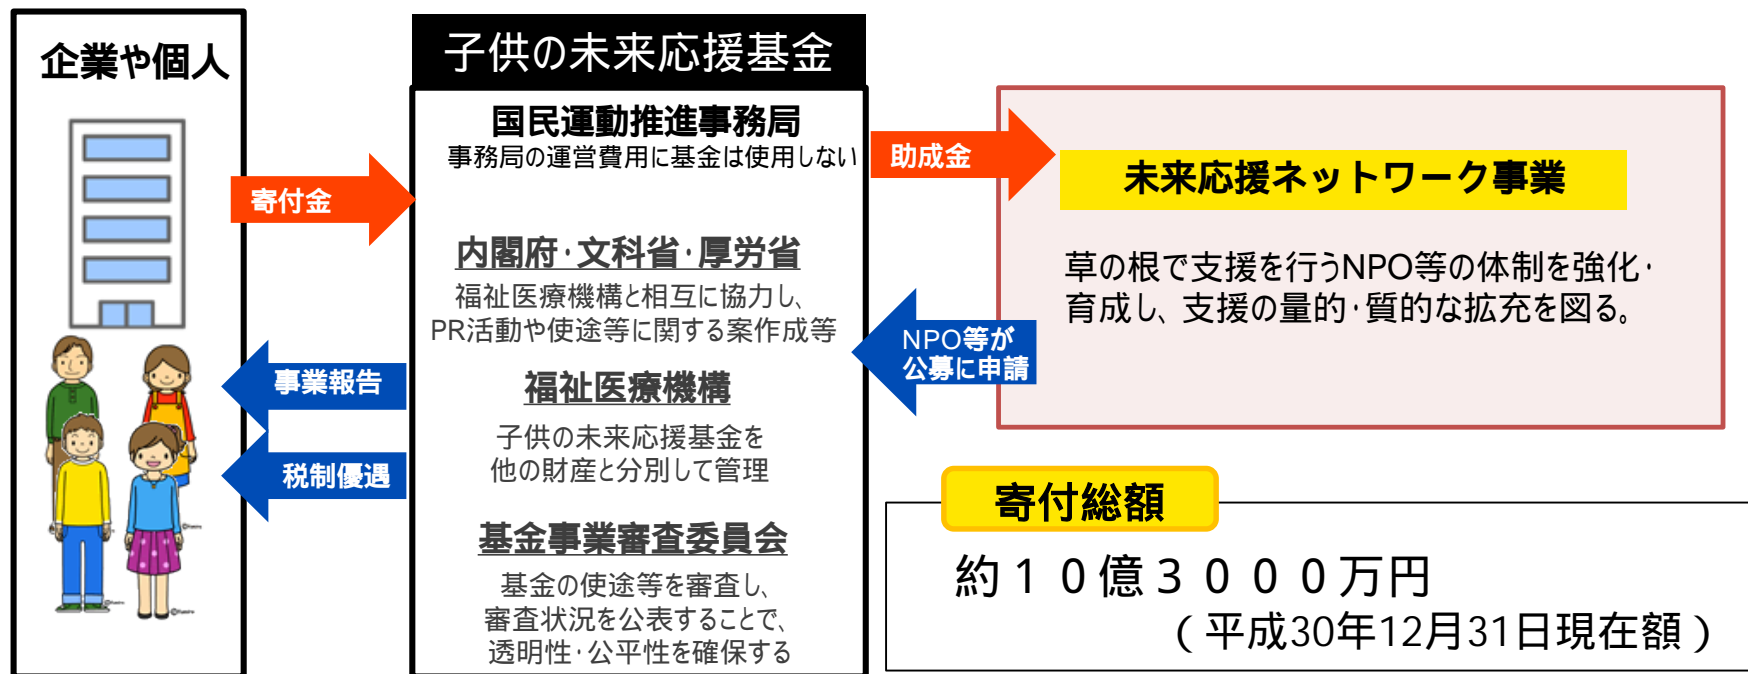 企業や個人
寄付金
事業報告
税制優遇
子供の未来応援基金
国民運動推進事務局
事務局の運営費用に基金は使用しない
内閣府・文科省・厚労省
福祉医療機構と相互に協力し、
PR活動や使途等に関する案作成等
福祉医療機構
子供の未来応援基金を
他の財産と分別して管理
基金事業審査委員会
基金の使途等を審査し、
審査状況を公表することで、
透明性・公平性を確保する
助成金
NPO等が
公募に申請
未来応援ネットワーク事業
草の根で支援を行うNPO等の体制を強化・
育成し、支援の量的・質的な拡充を図る。
寄付総額
約１０億３０００万円
（平成30年12月31日現在額）